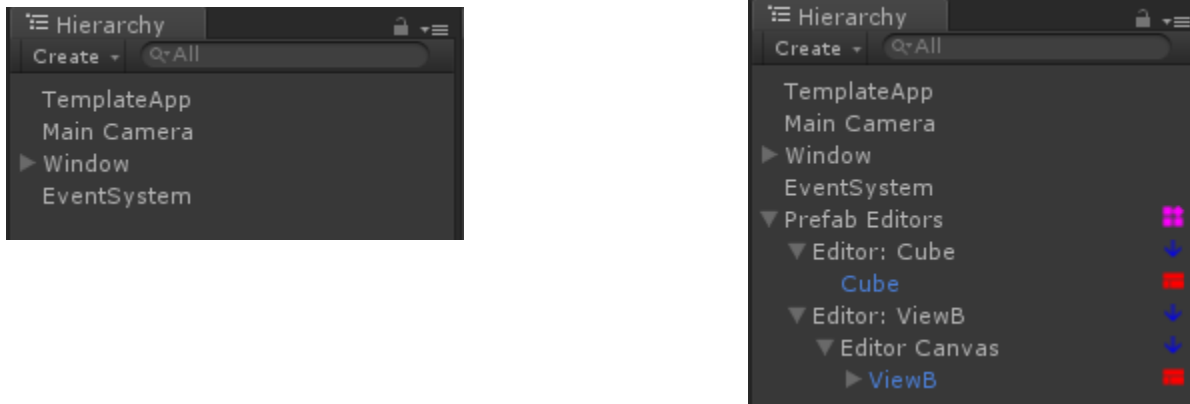 Hierarchy
Create All
TemplateApp
Main Camera
Window
EventSystem
Hierarchy
Create All
TemplateApp
Main Camera
Window
EventSystem
Prefab Editors
Editor: Cube
Cube
Editor: ViewB
Editor Canvas
ViewB